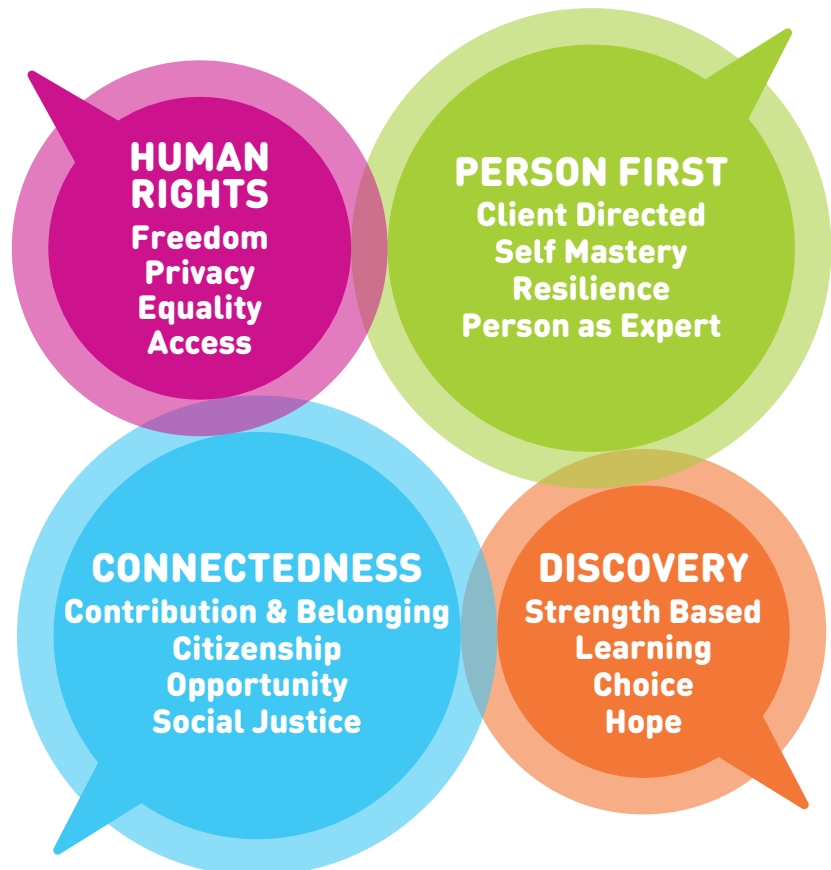 HUMAN
RIGHTS
Freedom
Privacy
Equality
Access
PERSON FIRST
Client Directed
Self Mastery
Resilience
Person as Expert
CONNECTEDNESS
Contribution & Belonging
Citizenship
Opportunity
Social Justice
DISCOVERY
Strength Based
Learning
Choice
Hope